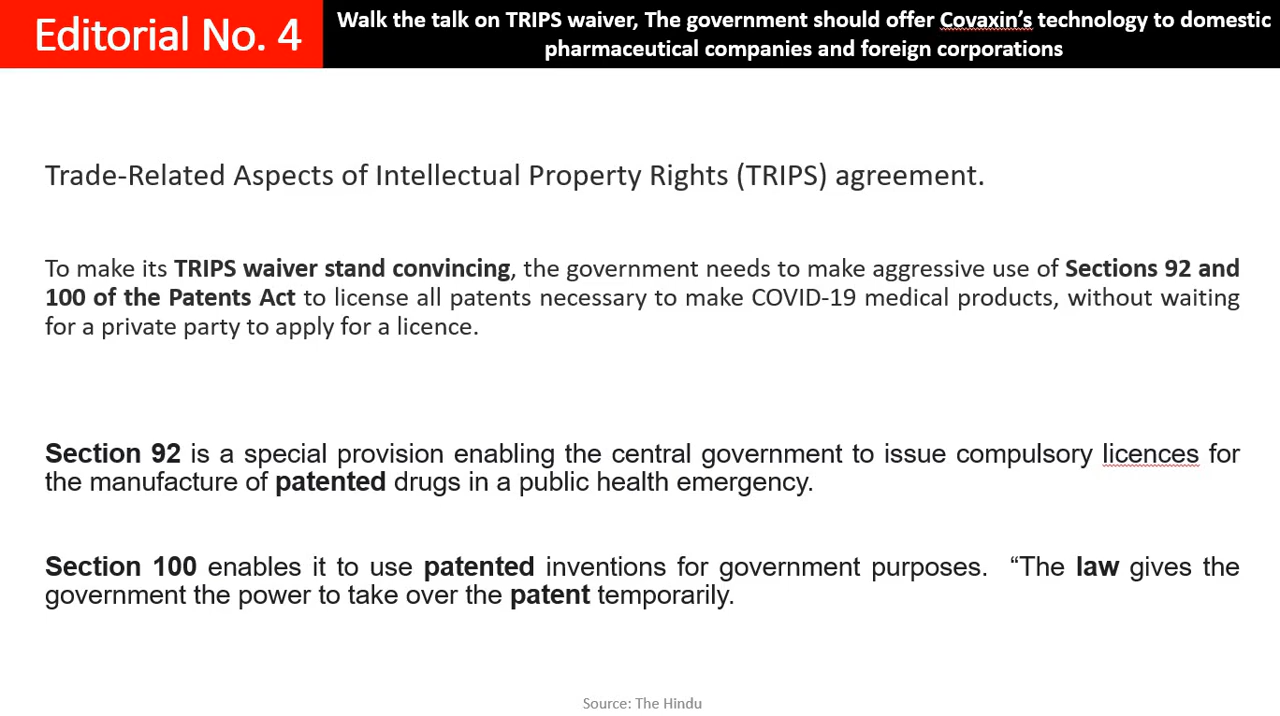 Editorial No. 4
Walk the talk on TRIPS waiver, The government should offer Covaxin’s technology to domestic
pharmaceutical companies and foreign corporations
Trade-Related Aspects of Intellectual Property Rights (TRIPS) agreement.
To make its TRIPS waiver stand convincing, the government needs to make aggressive use of Sections 92 and
100 of the Patents Act to license all patents necessary to make COVID-19 medical products, without waiting
for a private party to apply for a licence.
Section 92 is a special provision enabling the central government to issue compulsory licences for
the manufacture of patented drugs in a public health emergency.
Section 100 enables it to use patented inventions for government purposes. “The law gives the
government the power to take over the patent temporarily.
Source: The Hindu